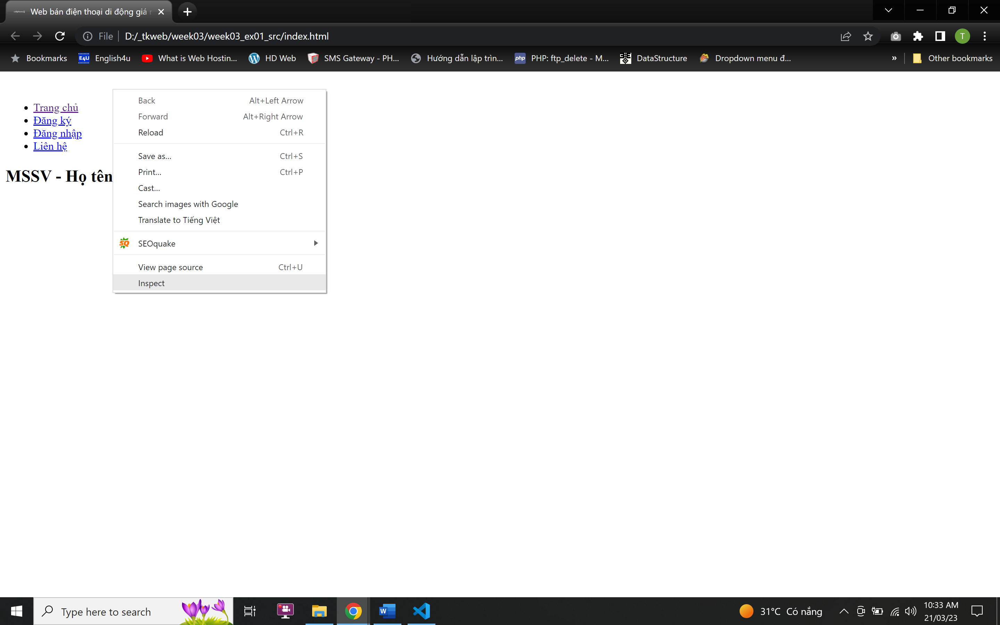 Web bán điện thoại di động giá
File D:/_tkweb/week03/week03_ex01_src/index.html
Bookmarks English4u What is Web Hostin... HD Web SMS Gateway - PH... Hướng dẫn lập trìn... PHP: ftp_delete - M... DataStructure Dropdown menu đ... » Other bookmarks
Trang chủ
Đăng ký
Đăng nhập
Liên hệ
MSSV - Họ tên
Back Alt+Left Arrow
Forward Alt+Right Arrow
Reload Ctrl+R
Save as... Ctrl+S
Print... Ctrl+P
Cast...
Search images with Google
Translate to Tiếng Việt
SQ SEOquake
View page source Ctrl+U
Inspect
Type here to search
31°C Có nắng
10:33 AM
21/03/23